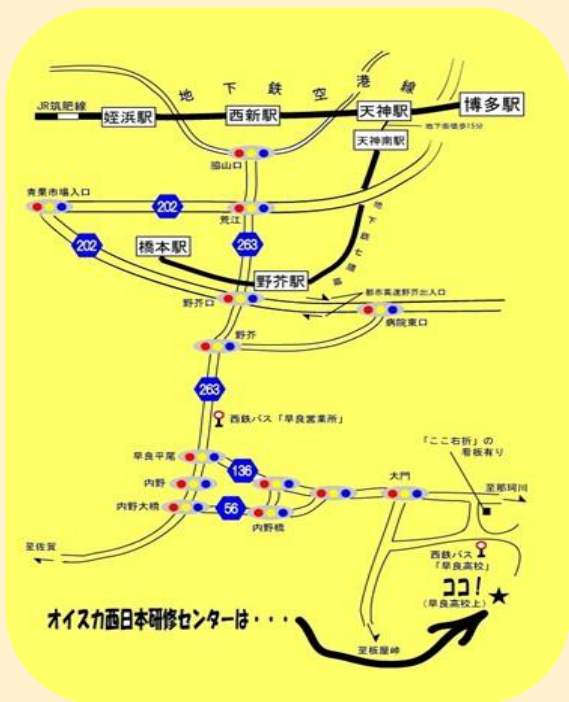 地下鉄空港線
JR筑肥線
姪浜駅
西新駅
天神駅
博多駅
地下街徒歩15分
天神南駅
脇山口
青果市場入口
202
荒江
202
263
橋本駅
地下鉄七隈線
野芥駅
野芥口
都市高速野芥出入口
病院東口
野芥
263
西鉄バス「早良営業所」
「ここ右折」の
看板有り
早良平尾
136
大門
内野
至那珂川
内野大橋
56
内野橋
至佐賀
西鉄バス
「早良高校」
ココ!
(早良高校上)
オイスカ西日本研修センターは・・・
至板屋峠